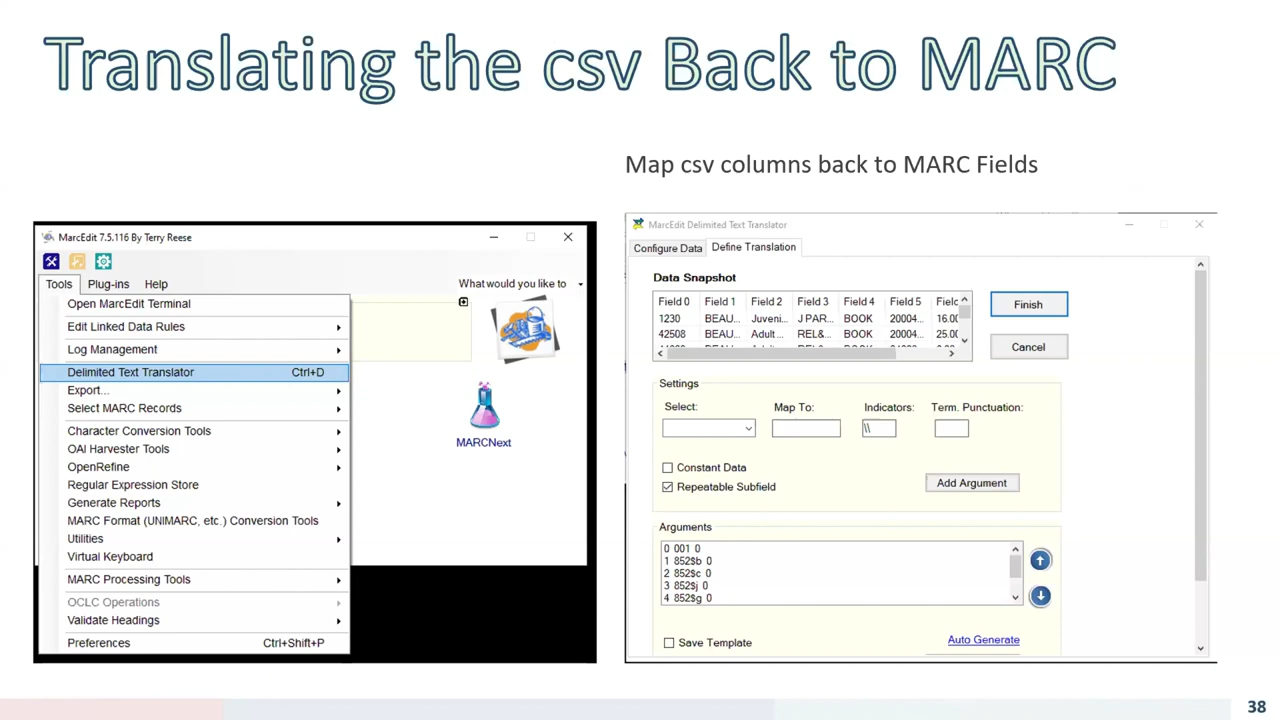 Translating the csv Back to MARC
Map csv columns back to MARC Fields
MarcEdit 7.5.116 By Terry Reese
Tools Plug-ins Help
What would you like to
Open MarcEdit Terminal
Edit Linked Data Rules
Log Management
Delimited Text Translator Ctrl+D
Export...
Select MARC Records
Character Conversion Tools
OAI Harvester Tools
OpenRefine
Regular Expression Store
Generate Reports
MARC Format (UNIMARC, etc.) Conversion Tools
Utilities
Virtual Keyboard
MARC Processing Tools
OCLC Operations
Validate Headings
Preferences Ctrl+Shift+P
MARCNext
MarcEdit Delimited Text Translator
Configure Data Define Translation
Data Snapshot
Field 0 Field 1 Field 2 Field 3 Field 4 Field 5 Field
1230 BEAU... Juveni... J PAR... BOOK 20004... 16.00
42508 BEAU... Adult ... REL&... BOOK 20004... 25.00
Finish
Cancel
Settings
Select: Map To: Indicators: Term. Punctuation:
\\
Constant Data
Repeatable Subfield
Add Argument
Arguments
0 001 0
1 852$b 0
2 852$c 0
3 852$j 0
4 852$g 0
Save Template
Auto Generate
38